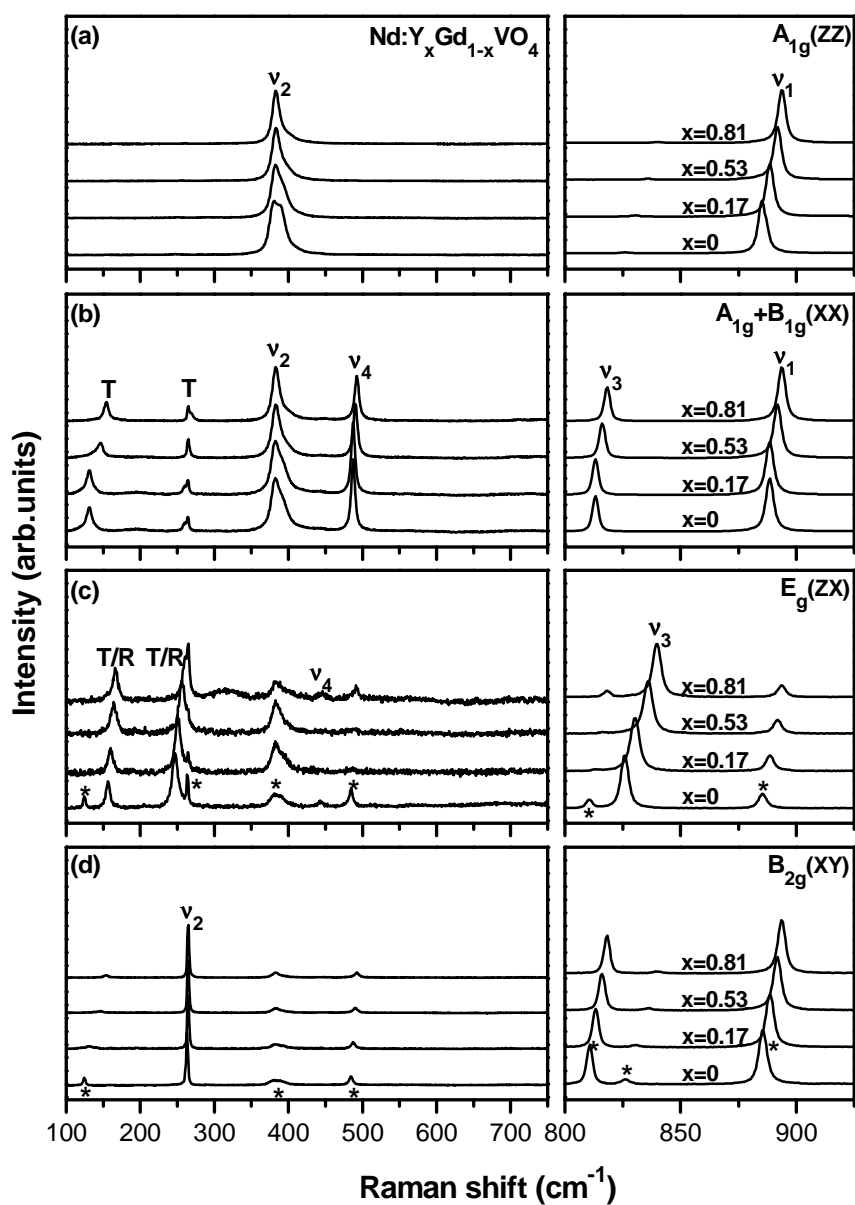 (a) Nd:YₓGd₁₋ₓVO₄ A₁g(ZZ)
ν₂ ν₁
x=0.81
x=0.53
x=0.17
x=0
(b) A₁g+B₁g(XX)
T T ν₂ ν₄ ν₃ ν₁
x=0.81
x=0.53
x=0.17
x=0
(c) E_g(ZX)
T/R T/R ν₄ ν₃
x=0.81
x=0.53
x=0.17
* * * * x=0 * *
(d) B₂g(XY)
ν₂
x=0.81
x=0.53
x=0.17
* * * x=0 * * *
100 200 300 400 500 600 700 800 850 900
Raman shift (cm⁻¹)
Intensity (arb.units)